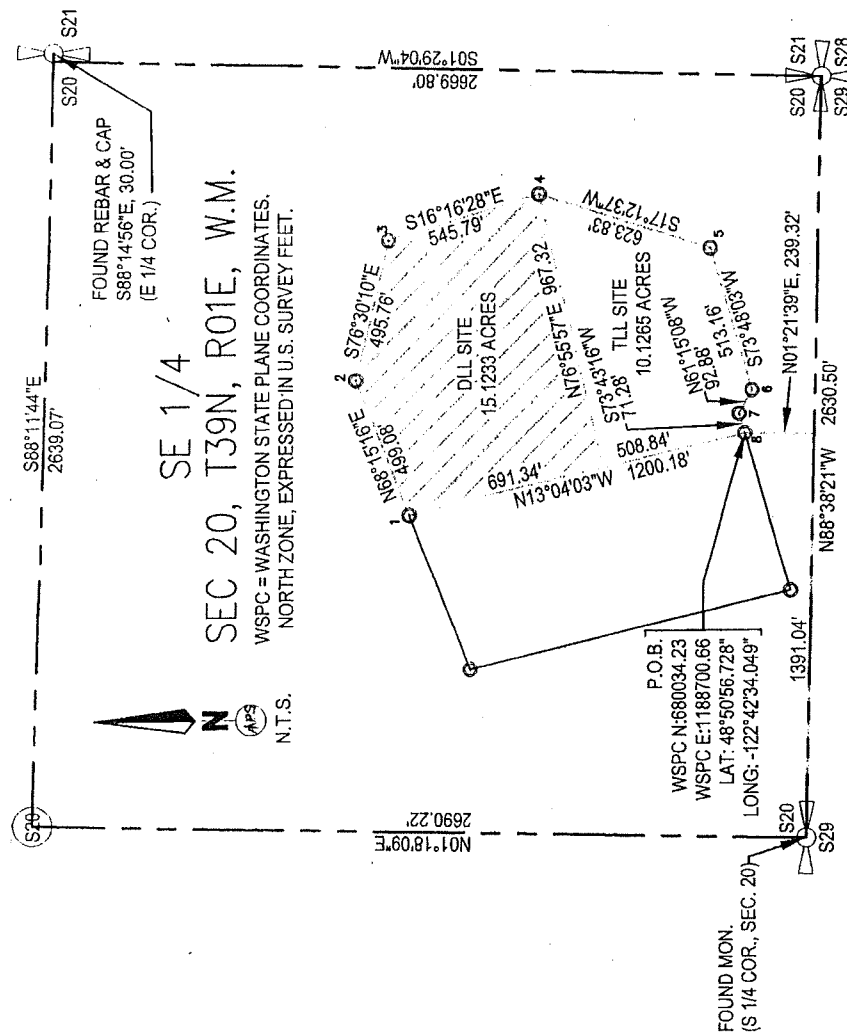 S88°11'44"E
2639.07'
S20
S21
S20
FOUND REBAR & CAP
S88°14'56"E, 30.00'
(E 1/4 COR.)
SE 1/4
SEC 20, T39N, R01E, W.M.
WSPC = WASHINGTON STATE PLANE COORDINATES.
NORTH ZONE, EXPRESSED IN U.S. SURVEY FEET.
N
APS
N.T.S.
N01°18'09"E
2690.22'
S01°29'04"W
2669.80'
1
N68°15'16"E
499.08'
2
S76°30'10"E
495.76'
3
S16°16'28"E
545.79'
4
DLL SITE
15.1233 ACRES
N76°55'57"E 967.32
S17°12'37"W
623.83'
5
TLL SITE
10.1265 ACRES
S73°43'16"W
71.28'
N61°15'08"W
92.88'
S73°48'03"W
513.16'
6
7
8
691.34'
508.84'
N13°04'03"W
1200.18'
N01°21'39"E, 239.32'
P.O.B.
WSPC N:680034.23
WSPC E:1188700.66
LAT: 48°50'56.728"
LONG: -122°42'34.049"
1391.04'
N88°38'21"W
2630.50'
S20
S29
S20
S21
S29
S28
FOUND MON.
(S 1/4 COR., SEC. 20)